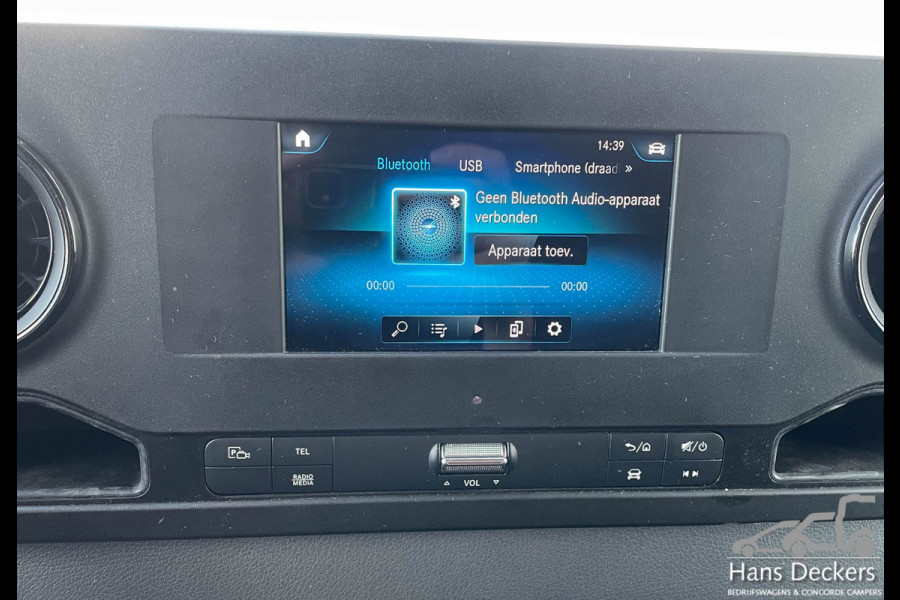 14:39
Bluetooth USB Smartphone (draad »
Geen Bluetooth Audio-apparaat
verbonden
Apparaat toev.
00:00 00:00
P TEL
RADIO
MEDIA
VOL
Hans Deckers
BEDRIJFSWAGENS & CONCORDE CAMPERS